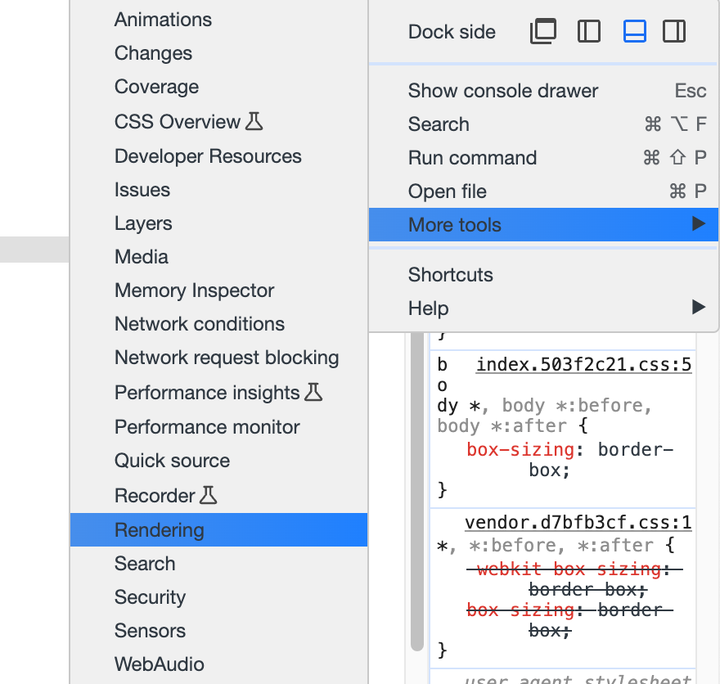 Animations
Changes
Coverage
CSS Overview
Developer Resources
Issues
Layers
Media
Memory Inspector
Network conditions
Network request blocking
Performance insights
Performance monitor
Quick source
Recorder
Rendering
Search
Security
Sensors
WebAudio
Dock side
Show console drawer Esc
Search ⌘ ⌥ F
Run command ⌘ ⇧ P
Open file ⌘ P
More tools ▶
Shortcuts
Help ▶
}
b index.503f2c21.css:5
o
dy *, body *:before,
body *:after {
box-sizing: border-
box;
}
vendor.d7bfb3cf.css:1
*, *:before, *:after {
-webkit-box-sizing:
border-box;
box-sizing: border-
box;
}
user agent stylesheet